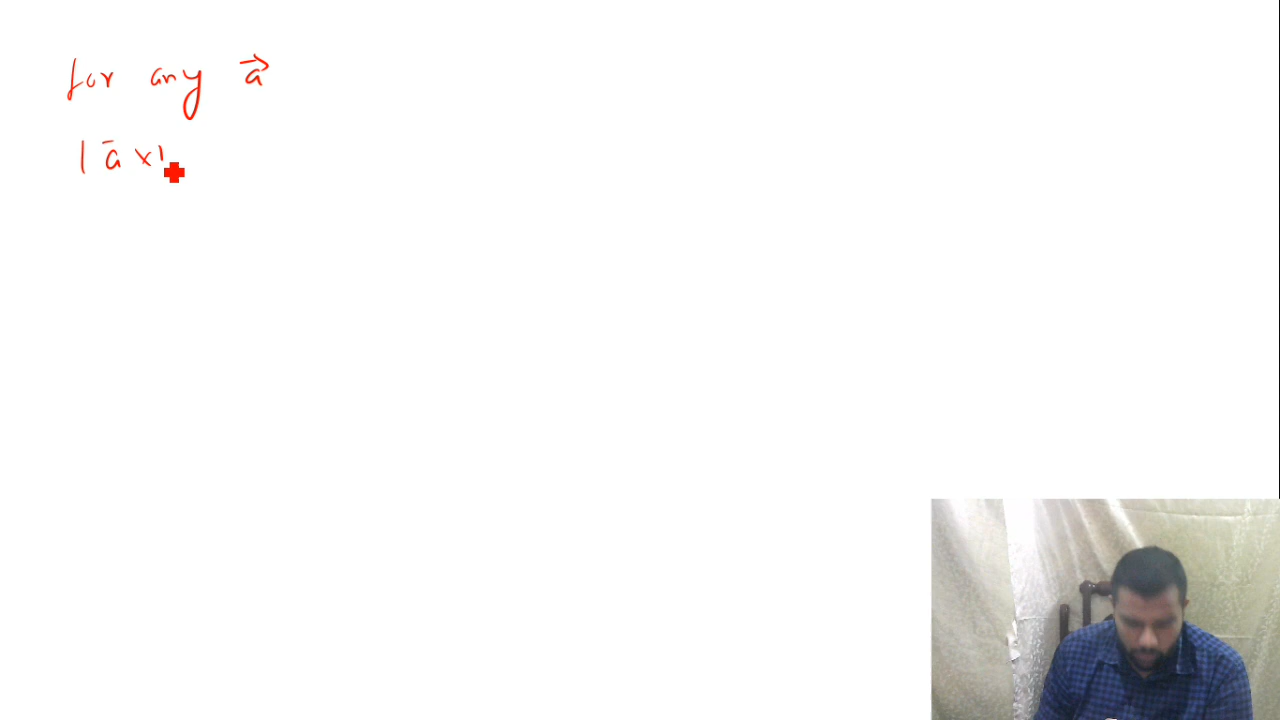 for any a⃗
|ā ×